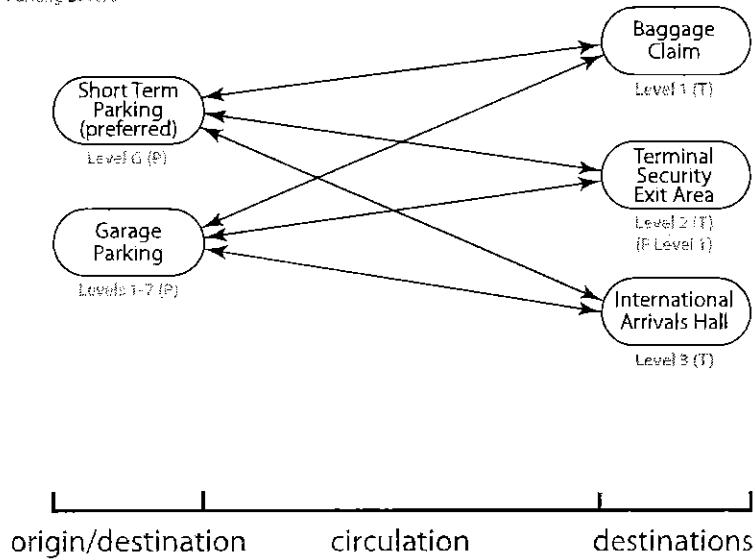 Baggage
Claim
Level 1 (T)
Short Term
Parking
(preferred)
Level G (P)
Terminal
Security
Exit Area
Level 2 (T)
(P Level 1)
Garage
Parking
Levels 1-7 (P)
International
Arrivals Hall
Level 3 (T)
origin/destination
circulation
destinations